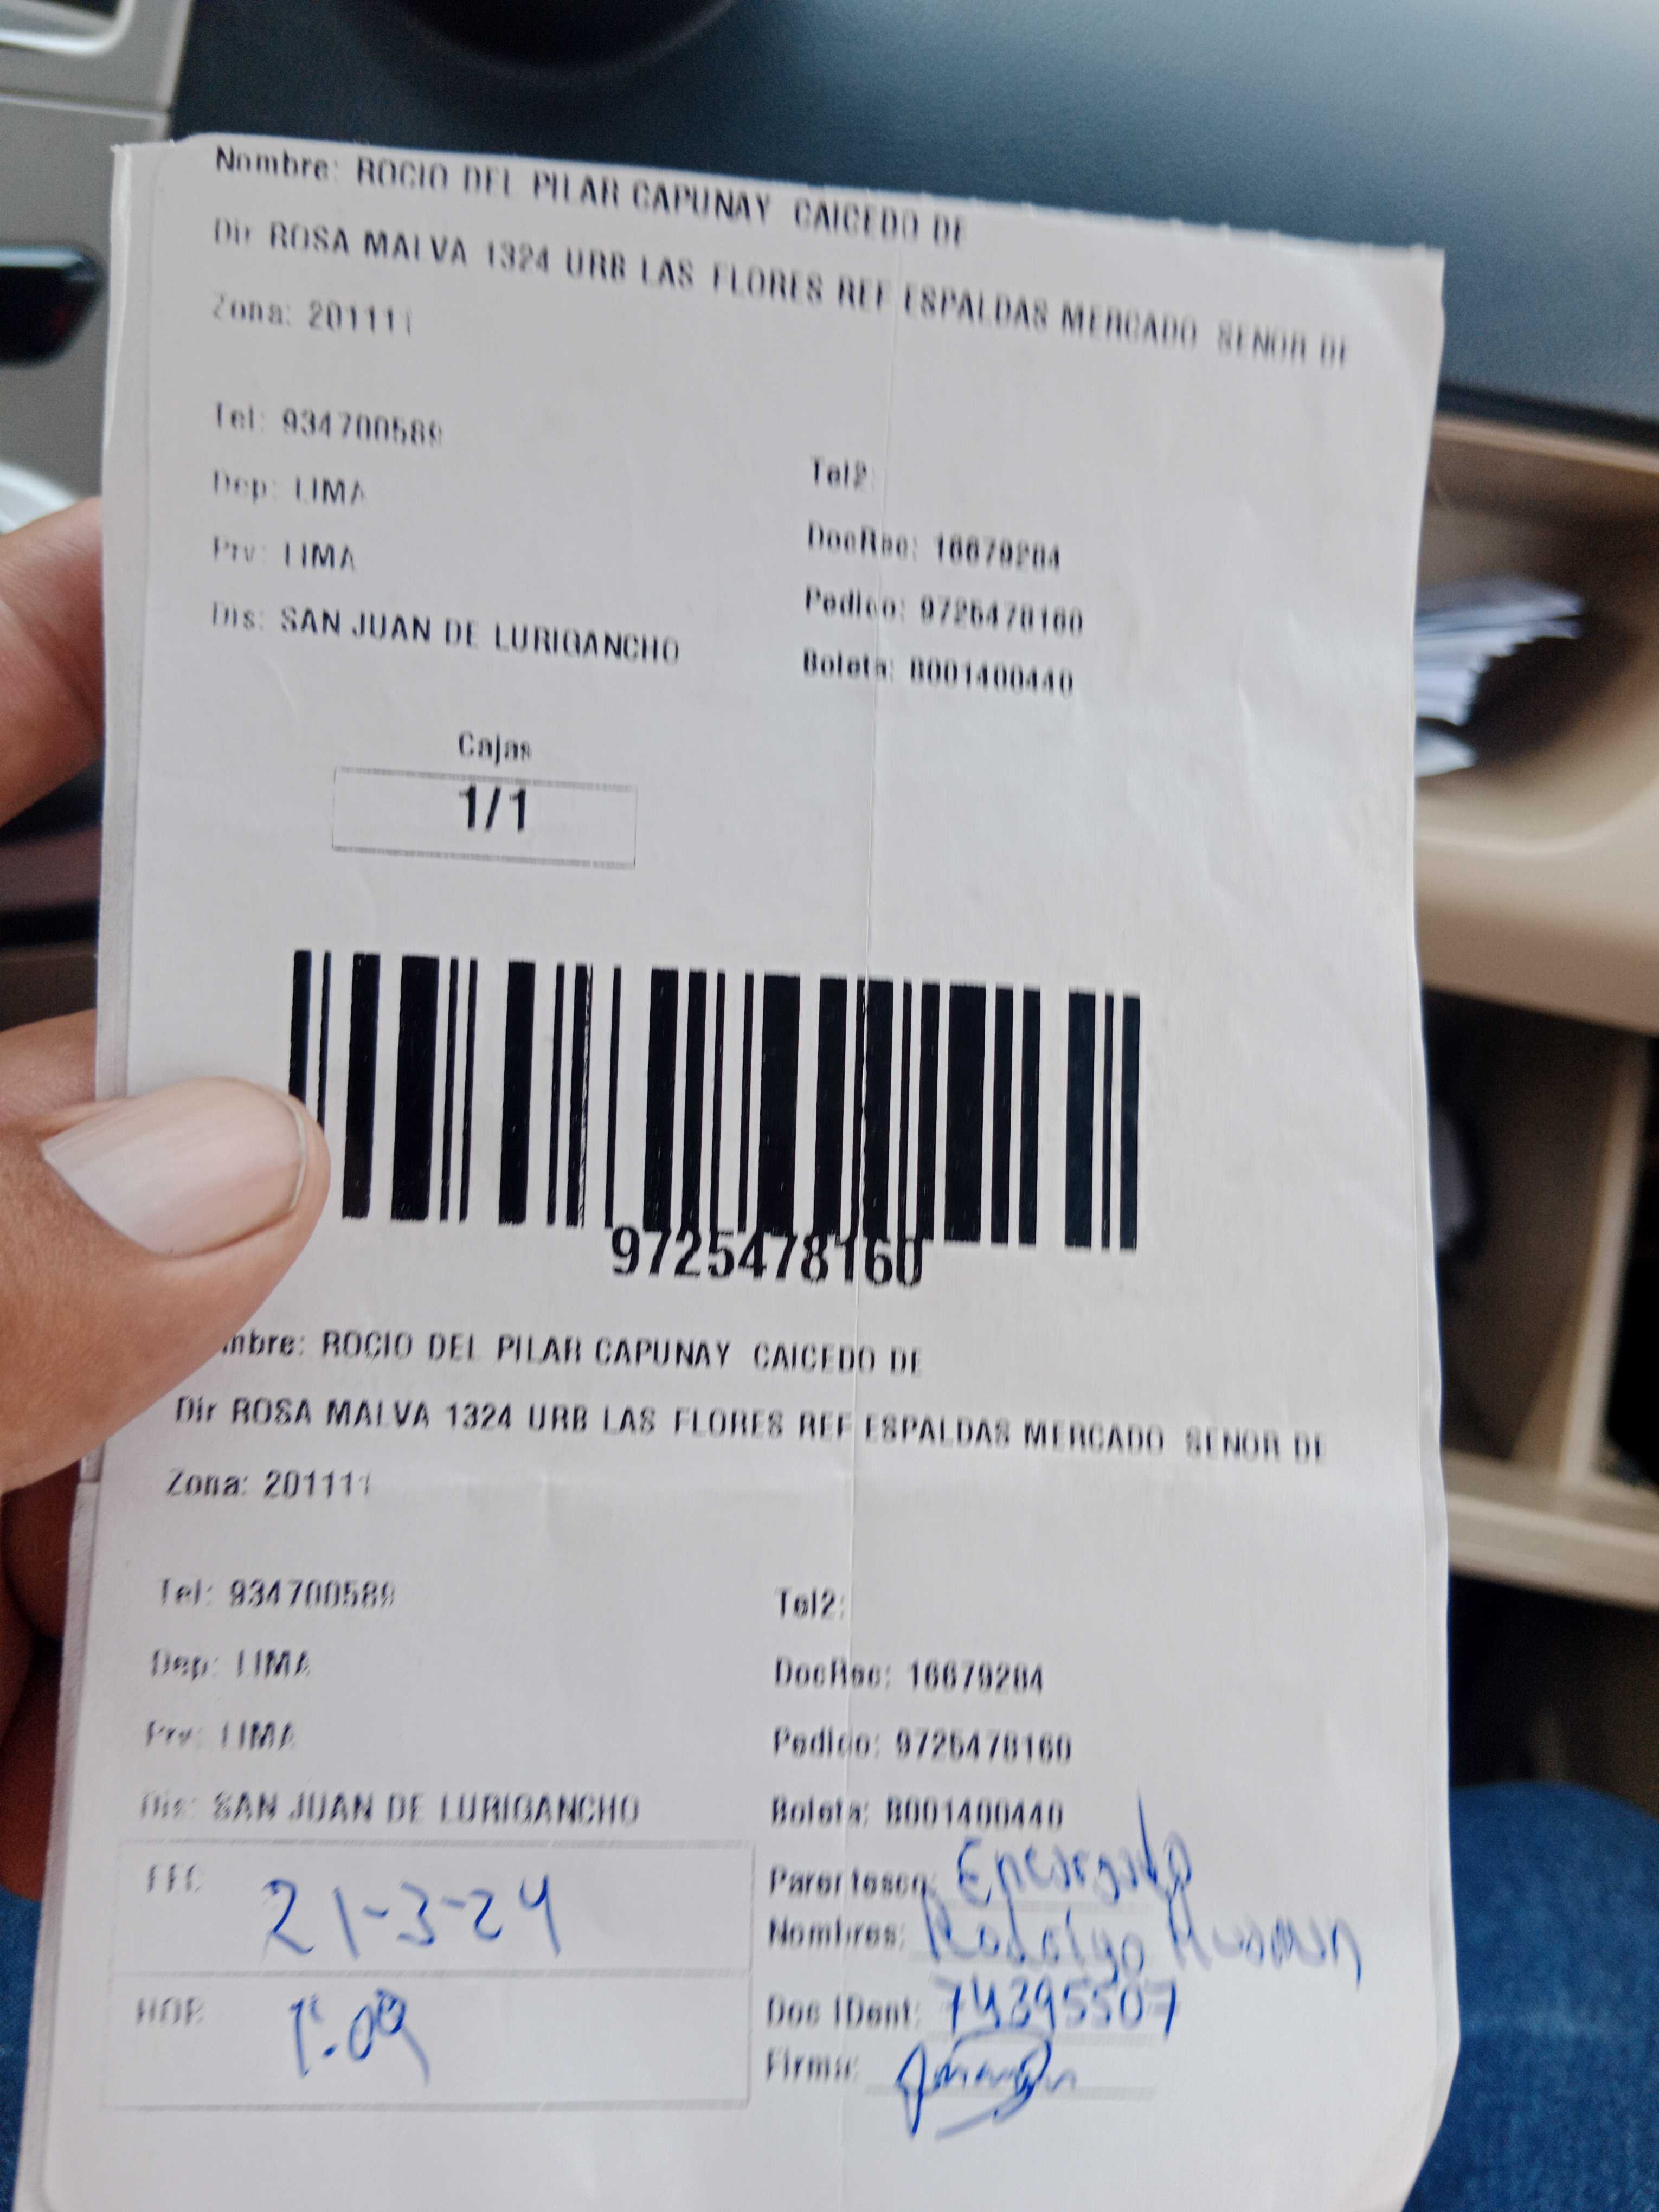 Nombre: ROCIO DEL PILAR CAPUNAY CAICEDO DE
Dir ROSA MALVA 1324 URB LAS FLORES REF ESPALDAS MERCADO SENOR DE
Zona: 201111
Tel: 934700589
Tel2:
Dep: LIMA
DocRec: 16679284
Prv: LIMA
Pedido: 9725478160
Dis: SAN JUAN DE LURIGANCHO
Boleta: B001400440
Cajas
1/1
9725478160
mbre: ROCIO DEL PILAR CAPUNAY CAICEDO DE
Dir ROSA MALVA 1324 URB LAS FLORES REF ESPALDAS MERCADO SENOR DE
Zona: 201111
Tel: 934700589
Tel2:
Dep: LIMA
DocRec: 16679284
Prv: LIMA
Pedido: 9725478160
Dis: SAN JUAN DE LURIGANCHO
Boleta: B001400440
FEC 21-3-24
Parentesco: Encargado
Nombres: Rodolgo
HOR 1:09
Doc IDent: 74395507
Firma: